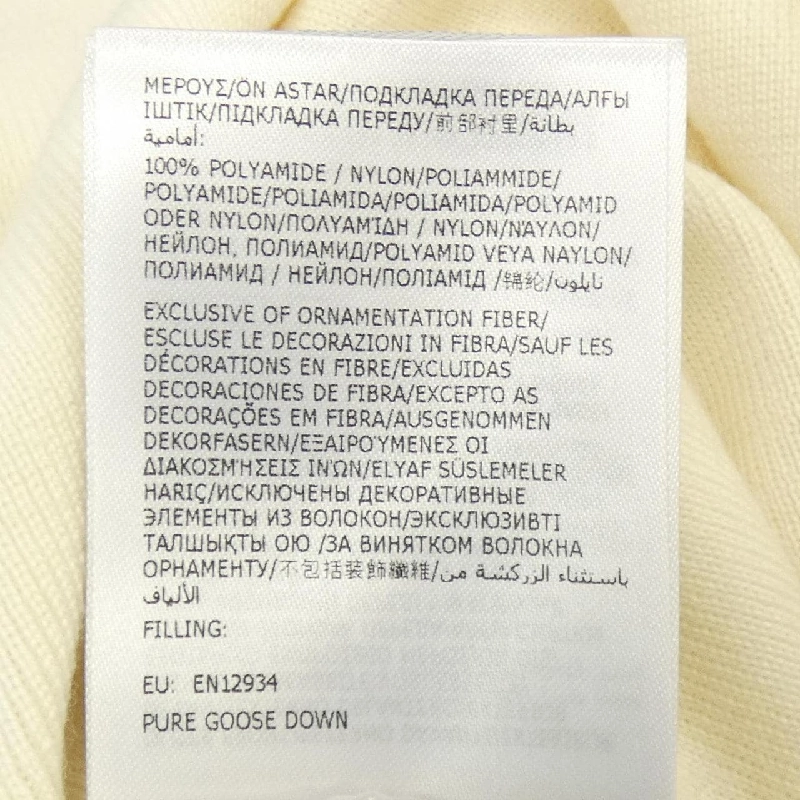 ΜΕΡΟΥΣ/ÖN ASTAR/ПОДКЛАДКА ПЕРЕДА/АЛҒЫ
ІШТІК/ПІДКЛАДКА ПЕРЕДУ/前部衬里/بطانة
أمامية:
100% POLYAMIDE / NYLON/POLIAMMIDE/
POLYAMIDE/POLIAMIDA/POLIAMIDA/POLYAMID
ODER NYLON/ΠΟΛΥΑΜΊΔΗ / NYLON/ΝΆΥΛΟΝ/
НЕЙЛОН, ПОЛИАМИД/POLYAMID VEYA NAYLON/
ПОЛИАМИД / НЕЙЛОН/ПОЛІАМІД /锦纶/نايلون
EXCLUSIVE OF ORNAMENTATION FIBER/
ESCLUSE LE DECORAZIONI IN FIBRA/SAUF LES
DÉCORATIONS EN FIBRE/EXCLUIDAS
DECORACIONES DE FIBRA/EXCEPTO AS
DECORAÇÕES EM FIBRA/AUSGENOMMEN
DEKORFASERN/ΕΞΑΙΡΟΎΜΕΝΕΣ ΟΙ
ΔΙΑΚΟΣΜΉΣΕΙΣ ΙΝΏΝ/ELYAF SÜSLEMELER
HARIÇ/ИСКЛЮЧЕНЫ ДЕКОРАТИВНЫЕ
ЭЛЕМЕНТЫ ИЗ ВОЛОКОН/ЭКСКЛЮЗИВТІ
ТАЛШЫҚТЫ ОЮ /ЗА ВИНЯТКОМ ВОЛОКНА
ОРНАМЕНТУ/不包括装飾纖維/باستثناء الزركشة من
الألياف
FILLING:
EU: EN12934
PURE GOOSE DOWN